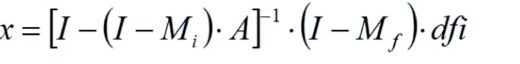 x = [I − (I − M_i) · A]^{-1} · (I − M_f) · dfi